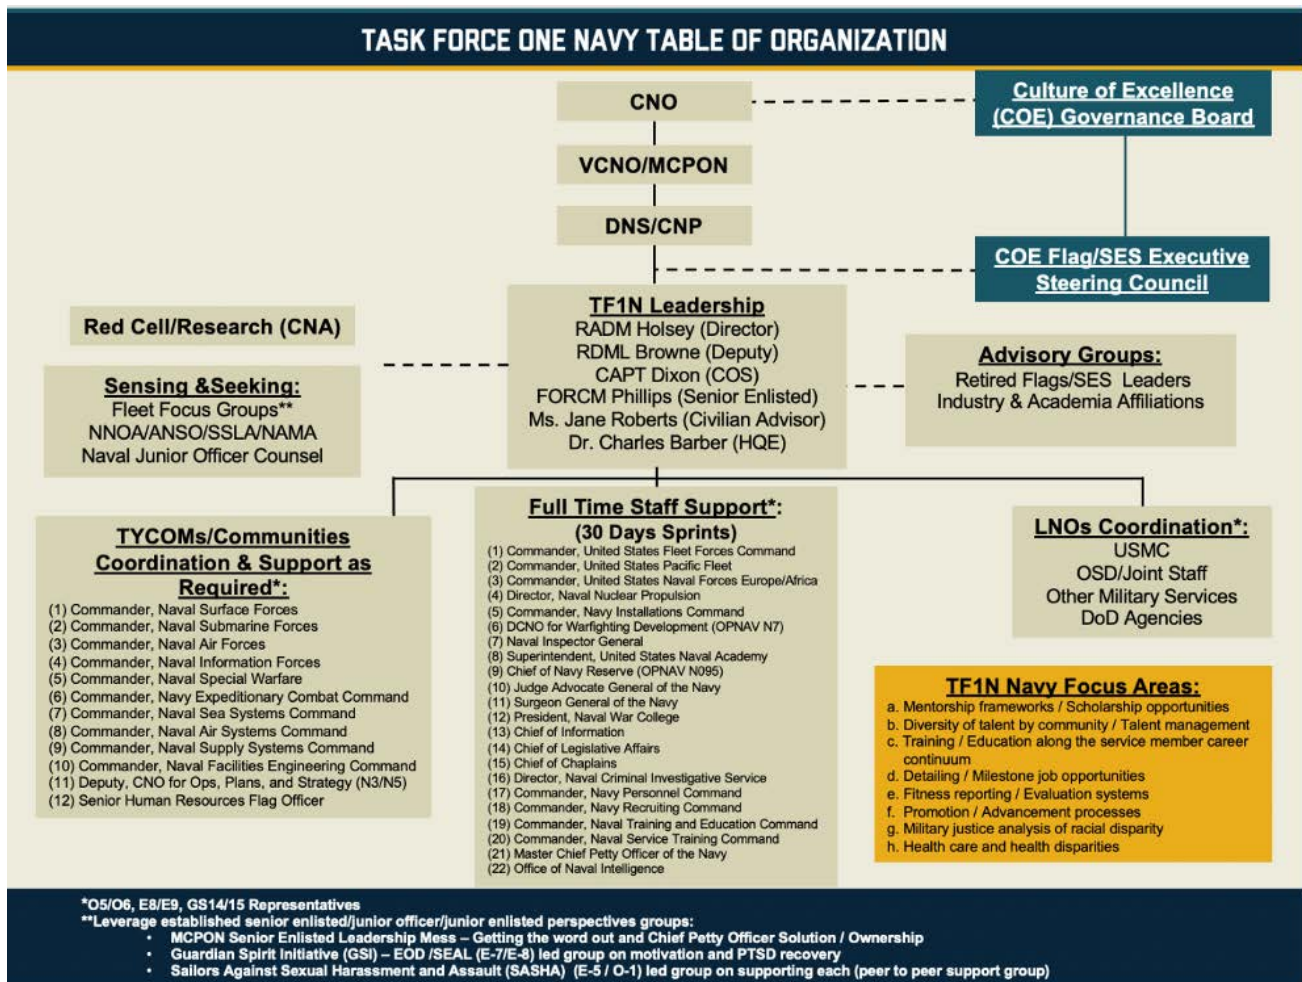 TASK FORCE ONE NAVY TABLE OF ORGANIZATION
CNO
Culture of Excellence
(COE) Governance Board
VCNO/MCPON
DNS/CNP
COE Flag/SES Executive
Steering Council
Red Cell/Research (CNA)
Sensing &Seeking:
Fleet Focus Groups**
NNOA/ANSO/SSLA/NAMA
Naval Junior Officer Counsel
TF1N Leadership
RADM Holsey (Director)
RDML Browne (Deputy)
CAPT Dixon (COS)
FORCM Phillips (Senior Enlisted)
Ms. Jane Roberts (Civilian Advisor)
Dr. Charles Barber (HQE)
Advisory Groups:
Retired Flags/SES Leaders
Industry & Academia Affiliations
TYCOMs/Communities
Coordination & Support as
Required*:
(1) Commander, Naval Surface Forces
(2) Commander, Naval Submarine Forces
(3) Commander, Naval Air Forces
(4) Commander, Naval Information Forces
(5) Commander, Naval Special Warfare
(6) Commander, Navy Expeditionary Combat Command
(7) Commander, Naval Sea Systems Command
(8) Commander, Naval Air Systems Command
(9) Commander, Naval Supply Systems Command
(10) Commander, Naval Facilities Engineering Command
(11) Deputy, CNO for Ops, Plans, and Strategy (N3/N5)
(12) Senior Human Resources Flag Officer
Full Time Staff Support*:
(30 Days Sprints)
(1) Commander, United States Fleet Forces Command
(2) Commander, United States Pacific Fleet
(3) Commander, United States Naval Forces Europe/Africa
(4) Director, Naval Nuclear Propulsion
(5) Commander, Navy Installations Command
(6) DCNO for Warfighting Development (OPNAV N7)
(7) Naval Inspector General
(8) Superintendent, United States Naval Academy
(9) Chief of Navy Reserve (OPNAV N095)
(10) Judge Advocate General of the Navy
(11) Surgeon General of the Navy
(12) President, Naval War College
(13) Chief of Information
(14) Chief of Legislative Affairs
(15) Chief of Chaplains
(16) Director, Naval Criminal Investigative Service
(17) Commander, Navy Personnel Command
(18) Commander, Navy Recruiting Command
(19) Commander, Naval Training and Education Command
(20) Commander, Naval Service Training Command
(21) Master Chief Petty Officer of the Navy
(22) Office of Naval Intelligence
LNOs Coordination*:
USMC
OSD/Joint Staff
Other Military Services
DoD Agencies
TF1N Navy Focus Areas:
a. Mentorship frameworks / Scholarship opportunities
b. Diversity of talent by community / Talent management
c. Training / Education along the service member career
continuum
d. Detailing / Milestone job opportunities
e. Fitness reporting / Evaluation systems
f. Promotion / Advancement processes
g. Military justice analysis of racial disparity
h. Health care and health disparities
*O5/O6, E8/E9, GS14/15 Representatives
**Leverage established senior enlisted/junior officer/junior enlisted perspectives groups:
• MCPON Senior Enlisted Leadership Mess – Getting the word out and Chief Petty Officer Solution / Ownership
• Guardian Spirit Initiative (GSI) – EOD /SEAL (E-7/E-8) led group on motivation and PTSD recovery
• Sailors Against Sexual Harassment and Assault (SASHA) (E-5 / O-1) led group on supporting each (peer to peer support group)